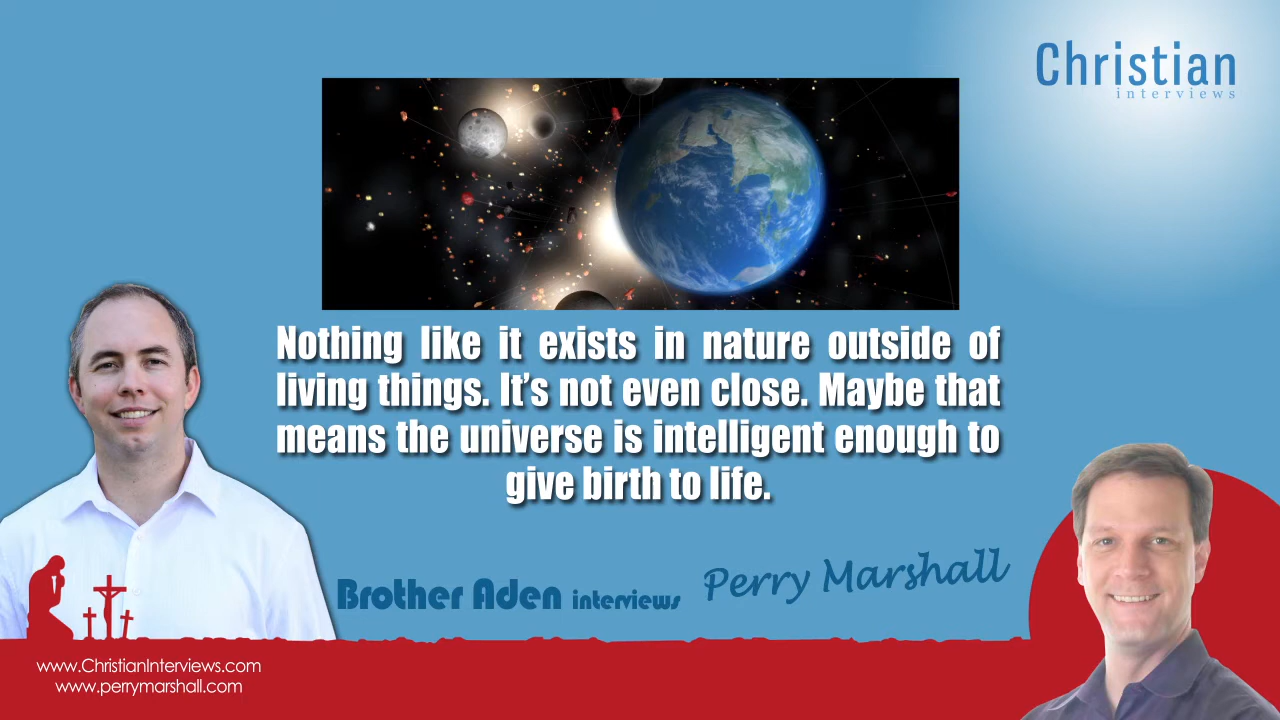 Christian
interviews
Nothing like it exists in nature outside of
living things. It’s not even close. Maybe that
means the universe is intelligent enough to
give birth to life.
Brother Aden interviews Perry Marshall
www.ChristianInterviews.com
www.perrymarshall.com